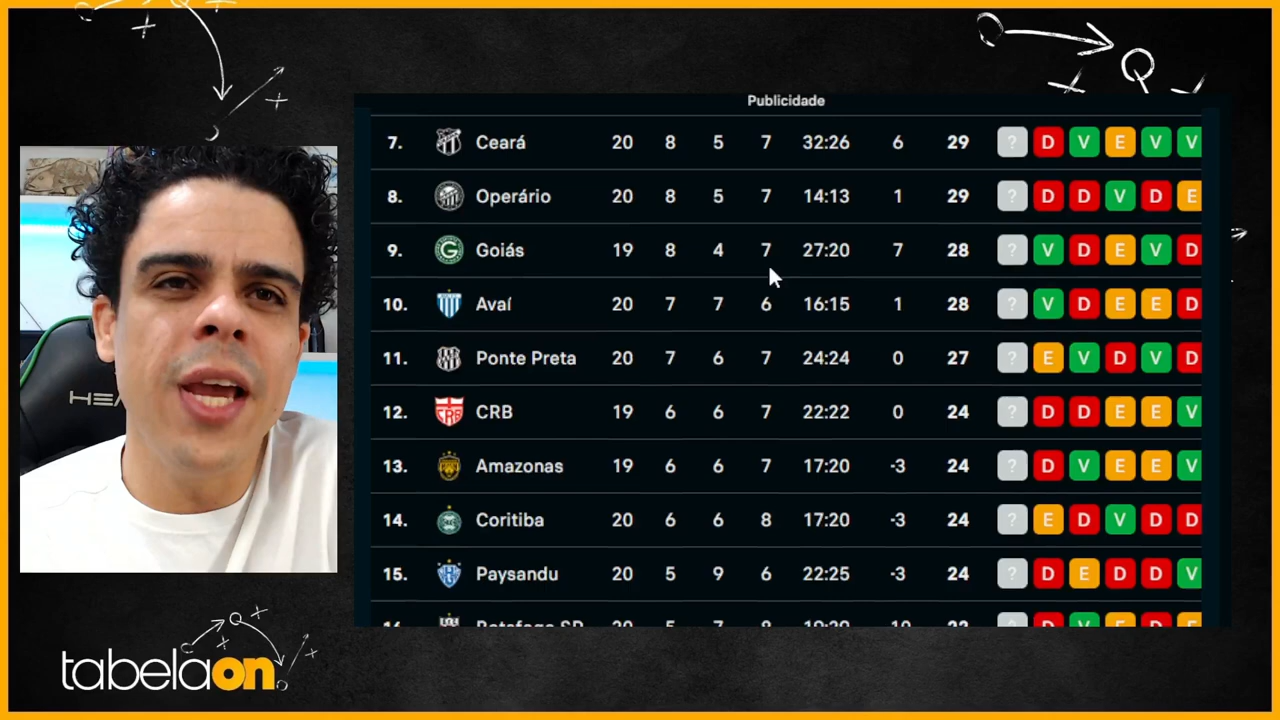 Publicidade
7. Ceará 20 8 5 7 32:26 6 29 ? D V E V V
8. Operário 20 8 5 7 14:13 1 29 ? D D V D E
9. Goiás 19 8 4 7 27:20 7 28 ? V D E V D
10. Avaí 20 7 7 6 16:15 1 28 ? V D E E D
11. Ponte Preta 20 7 6 7 24:24 0 27 ? E V D V D
12. CRB 19 6 6 7 22:22 0 24 ? D D E E V
13. Amazonas 19 6 6 7 17:20 -3 24 ? D V E E V
14. Coritiba 20 6 6 8 17:20 -3 24 ? E D V D D
15. Paysandu 20 5 9 6 22:25 -3 24 ? D E D D V
HEA
tabelaon